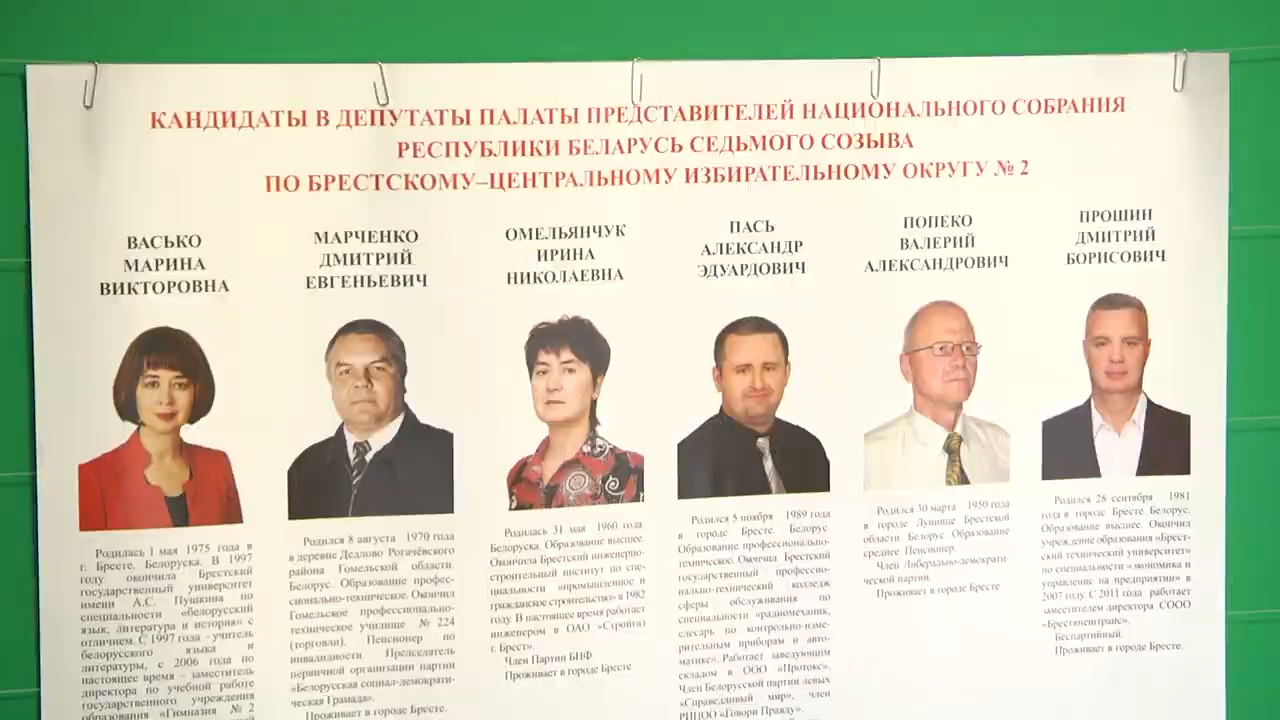 КАНДИДАТЫ В ДЕПУТАТЫ ПАЛАТЫ ПРЕДСТАВИТЕЛЕЙ НАЦИОНАЛЬНОГО СОБРАНИЯ
РЕСПУБЛИКИ БЕЛАРУСЬ СЕДЬМОГО СОЗЫВА
ПО БРЕСТСКОМУ–ЦЕНТРАЛЬНОМУ ИЗБИРАТЕЛЬНОМУ ОКРУГУ № 2
ВАСЬКО
МАРИНА
ВИКТОРОВНА
Родилась 1 мая 1975 года в
г. Бресте. Белоруска. В 1997
году окончила Брестский
государственный университет
имени А.С. Пушкина по
специальности «белорусский
язык, литература и история» с
отличием. С 1997 года - учитель
белорусского языка и
литературы, с 2006 года по
настоящее время – заместитель
директора по учебной работе
государственного учреждения
образования «Гимназия № 2
МАРЧЕНКО
ДМИТРИЙ
ЕВГЕНЬЕВИЧ
Родился 8 августа 1970 года
в деревне Дедлово Рогачёвского
района Гомельской области.
Белорус. Образование профес-
сионально-техническое. Окончил
Гомельское профессионально-
техническое училище № 224
(торговли). Пенсионер по
инвалидности. Председатель
первичной организации партии
«Белорусская социал-демократи-
ческая Грамада».
Проживает в городе Бресте.
ОМЕЛЬЯНЧУК
ИРИНА
НИКОЛАЕВНА
Родилась 31 мая 1960 года.
Белоруска. Образование высшее.
Окончила Брестский инженерно-
строительный институт по спе-
циальности «промышленное и
гражданское строительство» в 1982
году. В настоящее время работает
инженером в ОАО «Стройгаз
г. Брест».
Член Партии БНФ
Проживает в городе Бресте
ПАСЬ
АЛЕКСАНДР
ЭДУАРДОВИЧ
Родился 5 ноября 1989 года
в городе Бресте. Белорус.
Образование профессионально-
техническое. Окончил Брестский
государственный профессио-
нально-технический колледж
сферы обслуживания по
специальности «радиомеханик,
слесарь по контрольно-изме-
рительным приборам и авто-
матике». Работает заведующим
складом в ООО «Протокс».
Член Белорусской партии левых
«Справедливый мир», член
РИПОО «Говори Правду».
ПОПЕКО
ВАЛЕРИЙ
АЛЕКСАНДРОВИЧ
Родился 30 марта 1950 года
в городе Лунинце Брестской
области. Белорус. Образование
среднее. Пенсионер.
Член Либерально-демократи-
ческой партии.
Проживает в городе Бресте
ПРОШИН
ДМИТРИЙ
БОРИСОВИЧ
Родился 28 сентября 1981
года в городе Бресте. Белорус.
Образование высшее. Окончил
учреждение образования «Брест-
ский технический университет»
по специальности «экономика и
управление на предприятии» в
2007 году. С 2011 года работает
заместителем директора СООО
«Брествнештранс».
Беспартийный.
Проживает в городе Бресте.